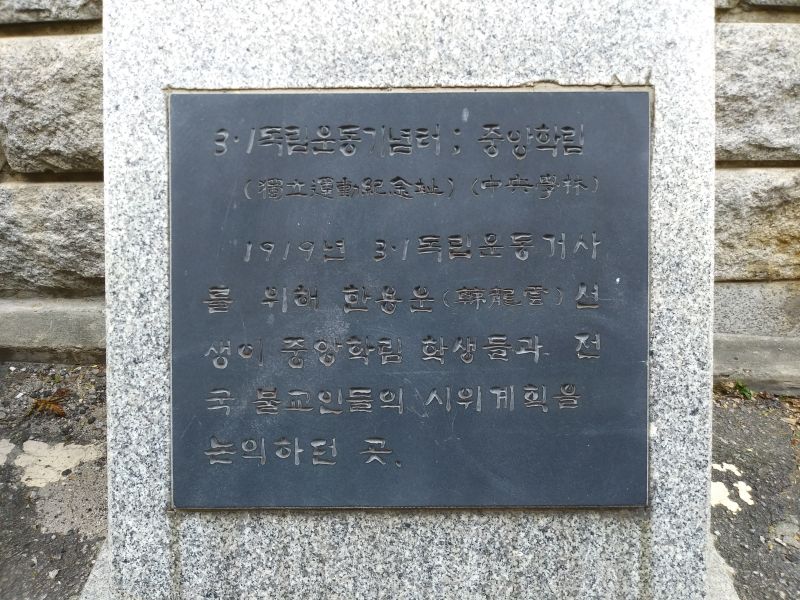 3·1독립운동기념터 ; 중앙학림
(獨立運動紀念址) (中央學林)
1919년 3·1독립운동거사
를 위해 한용운(韓龍雲) 선
생이 중앙학림 학생들과 전
국 불교인들의 시위계획을
논의하던 곳.